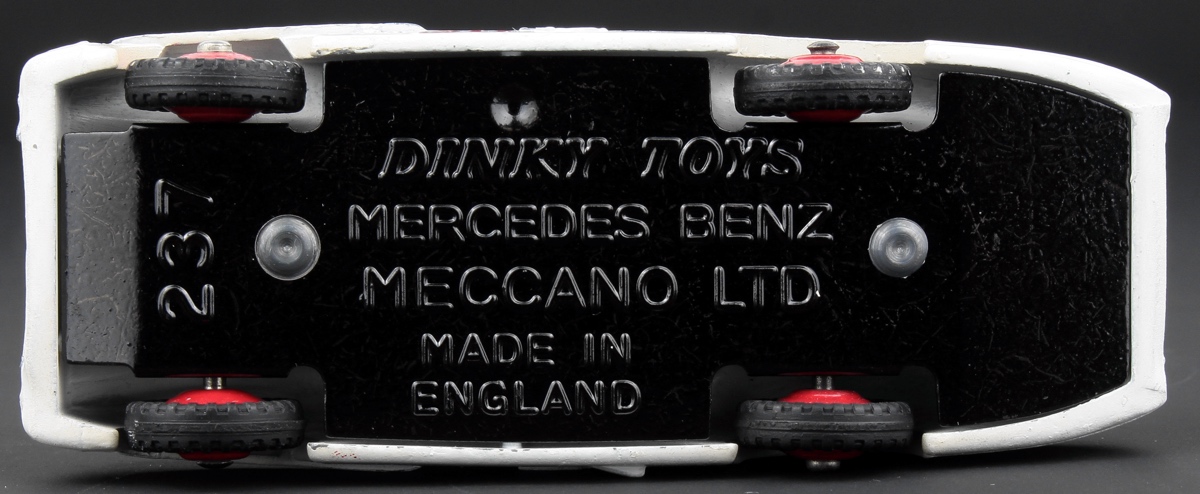 DINKY TOYS
MERCEDES BENZ
MECCANO LTD
MADE IN
ENGLAND
237